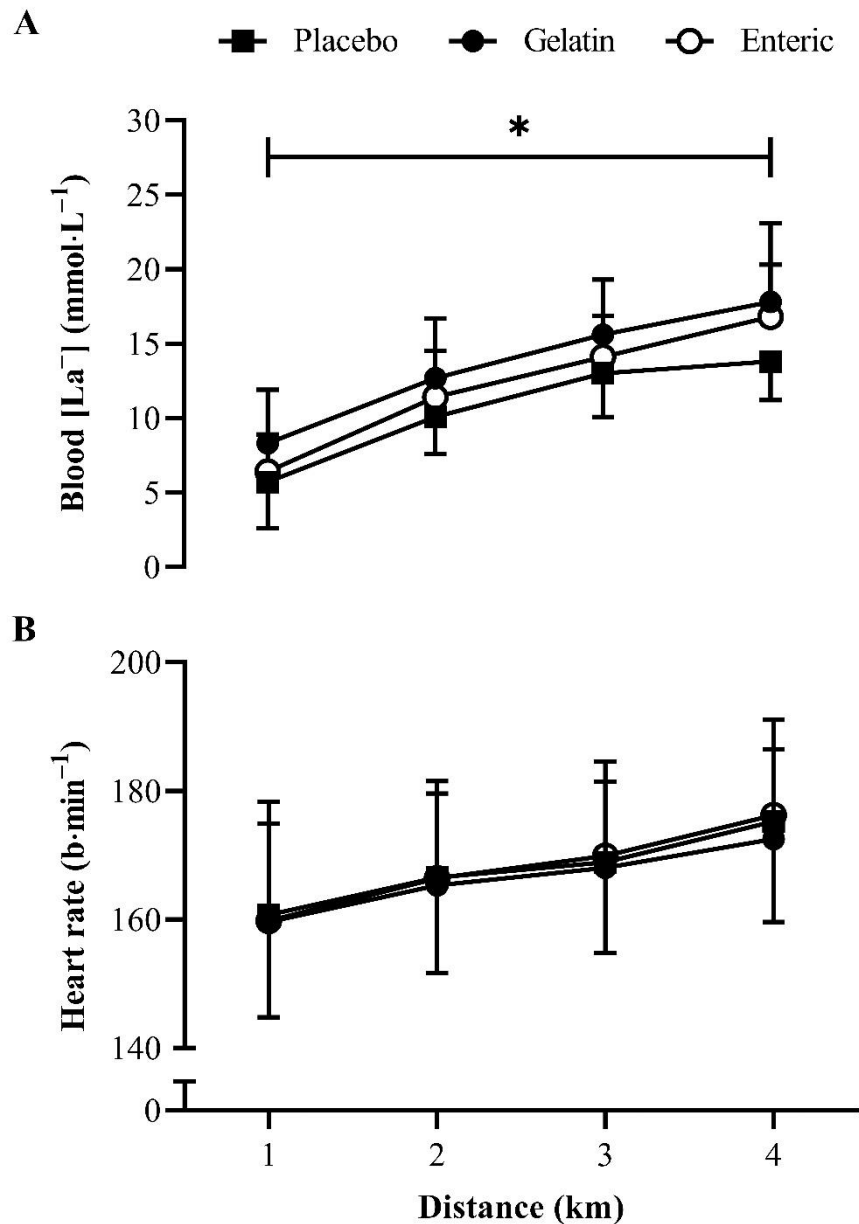 A
Placebo Gelatin Enteric
*
30
25
20
15
10
5
0
Blood [La⁻] (mmol·L⁻¹)
B
200
180
160
140
0
Heart rate (b·min⁻¹)
1 2 3 4
Distance (km)